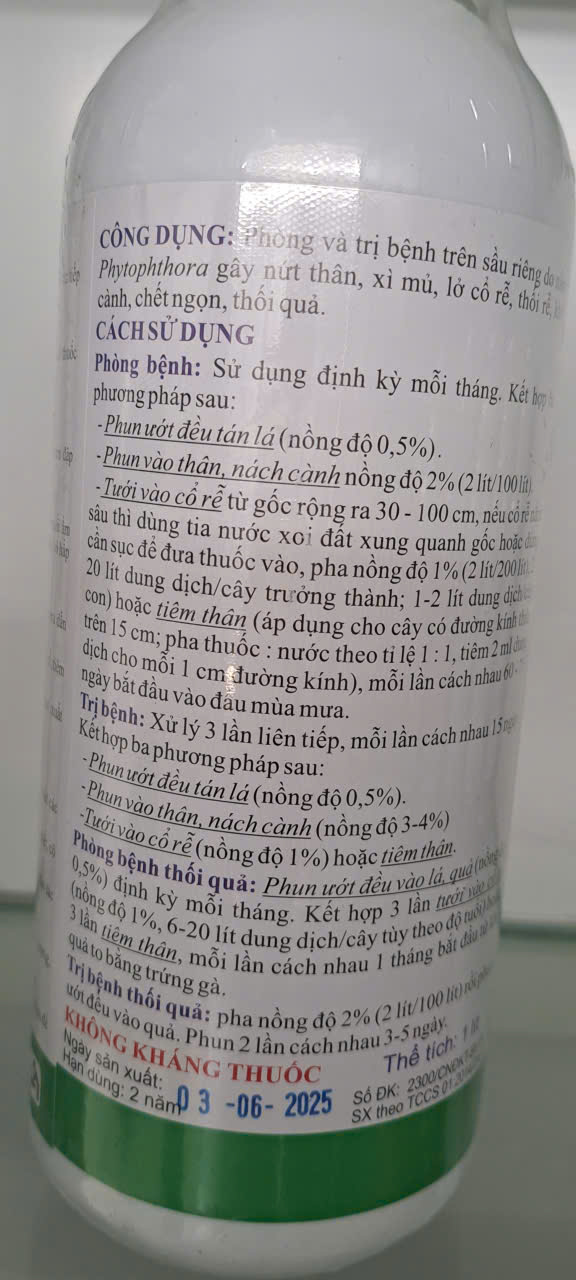 CÔNG DỤNG: Phòng và trị bệnh trên sầu riêng do
Phytophthora gây nứt thân, xì mủ, lở cổ rễ, thối rễ,
cành, chết ngọn, thối quả.
CÁCH SỬ DỤNG
Phòng bệnh: Sử dụng định kỳ mỗi tháng. Kết hợp
phương pháp sau:
-Phun ướt đều tán lá (nồng độ 0,5%).
-Phun vào thân, nách cành nồng độ 2% (2 lít/100 lít)
-Tưới vào cổ rễ từ gốc rộng ra 30 - 100 cm, nếu cổ rễ
sâu thì dùng tia nước xoi đất xung quanh gốc hoặc
cần sục để đưa thuốc vào, pha nồng độ 1% (2 lít/200 lít),
20 lít dung dịch/cây trưởng thành; 1-2 lít dung dịch
con) hoặc tiêm thân (áp dụng cho cây có đường kính
trên 15 cm; pha thuốc : nước theo tỉ lệ 1 : 1, tiêm 2 ml
dịch cho mỗi 1 cm đường kính), mỗi lần cách nhau 60 -
ngày bắt đầu vào đầu mùa mưa.
Trị bệnh: Xử lý 3 lần liên tiếp, mỗi lần cách nhau 15
Kết hợp ba phương pháp sau:
-Phun ướt đều tán lá (nồng độ 0,5%).
-Phun vào thân, nách cành (nồng độ 3-4%)
-Tưới vào cổ rễ (nồng độ 1%) hoặc tiêm thân.
Phòng bệnh thối quả: Phun ướt đều vào lá, quả (nồng
0,5%) định kỳ mỗi tháng. Kết hợp 3 lần tưới vào
(nồng độ 1%, 6-20 lít dung dịch/cây tùy theo độ tuổi)
3 lần tiêm thân, mỗi lần cách nhau 1 tháng bắt đầu từ
quả to bằng trứng gà.
Trị bệnh thối quả: pha nồng độ 2% (2 lít/100 lít) rồi
ướt đều vào quả. Phun 2 lần cách nhau 3-5 ngày.
KHÔNG KHÁNG THUỐC
Thể tích: 1 lít
Ngày sản xuất:
Hạn dùng: 2 năm
03 -06- 2025
Số ĐK: 2300/CNĐK
SX theo TCCS 01: